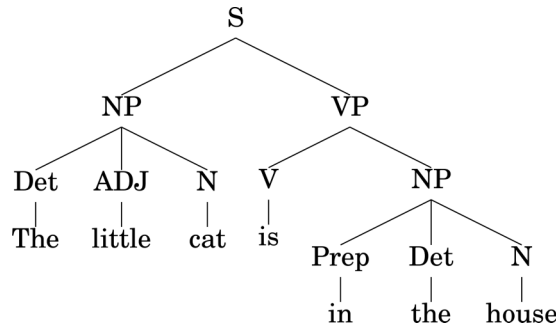 S
NP VP
Det ADJ N V NP
The little cat is
Prep Det N
in the house